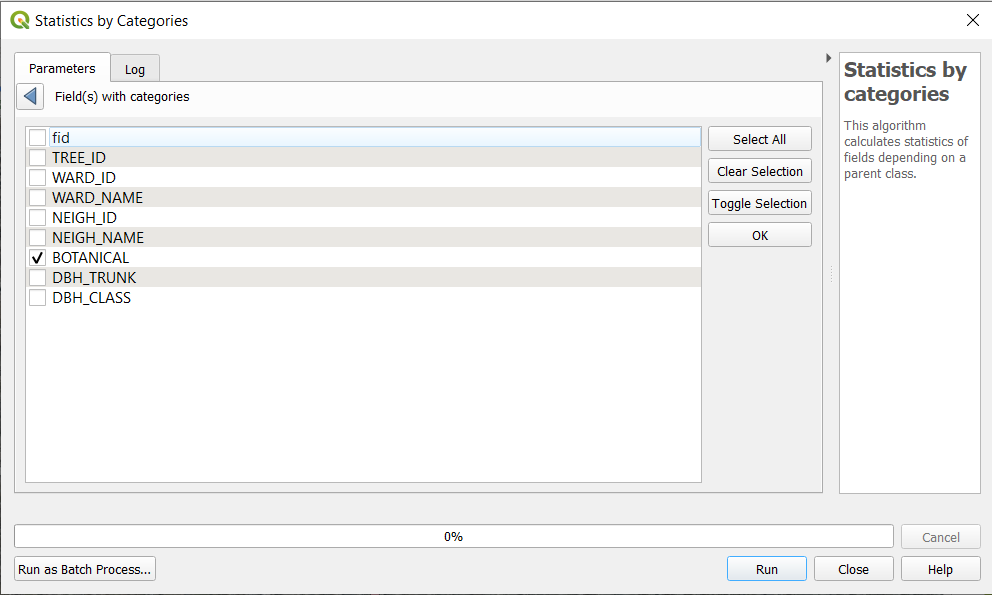 Statistics by Categories
Parameters
Log
Field(s) with categories
fid
TREE_ID
WARD_ID
WARD_NAME
NEIGH_ID
NEIGH_NAME
BOTANICAL
DBH_TRUNK
DBH_CLASS
Select All
Clear Selection
Toggle Selection
OK
Statistics by
categories
This algorithm
calculates statistics of
fields depending on a
parent class.
0%
Cancel
Run as Batch Process...
Run
Close
Help